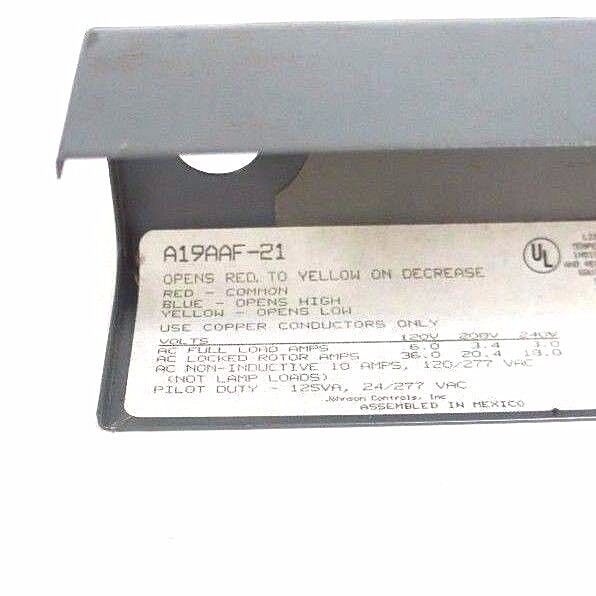 A19AAF-21
OPENS RED. TO YELLOW ON DECREASE
RED - COMMON
BLUE - OPENS HIGH
YELLOW - OPENS LOW
USE COPPER CONDUCTORS ONLY
VOLTS 120V 208V 240V
AC FULL LOAD AMPS 6.0 3.4 3.0
AC LOCKED ROTOR AMPS 36.0 20.4 18.0
AC NON-INDUCTIVE 10 AMPS, 120/277 VAC
(NOT LAMP LOADS)
PILOT DUTY - 125VA, 24/277 VAC
Johnson Controls, Inc
ASSEMBLED IN MEXICO
UL